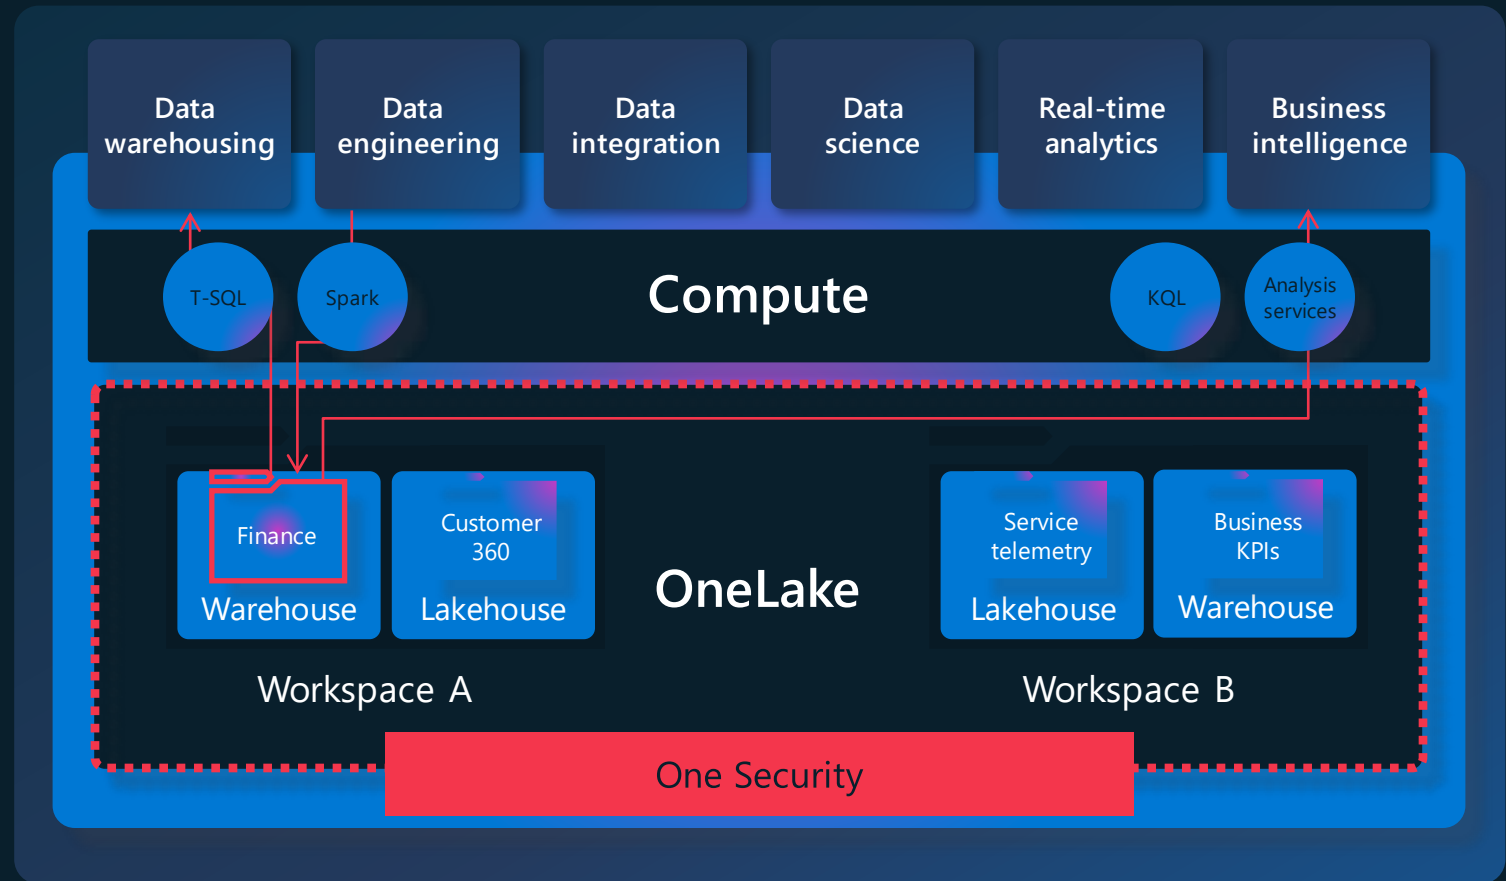 Data
warehousing
Data
engineering
Data
integration
Data
science
Real-time
analytics
Business
intelligence
T-SQL
Spark
Compute
KQL
Analysis
services
Finance
Warehouse
Customer
360
Lakehouse
OneLake
Service
telemetry
Lakehouse
Business
KPIs
Warehouse
Workspace A
Workspace B
One Security